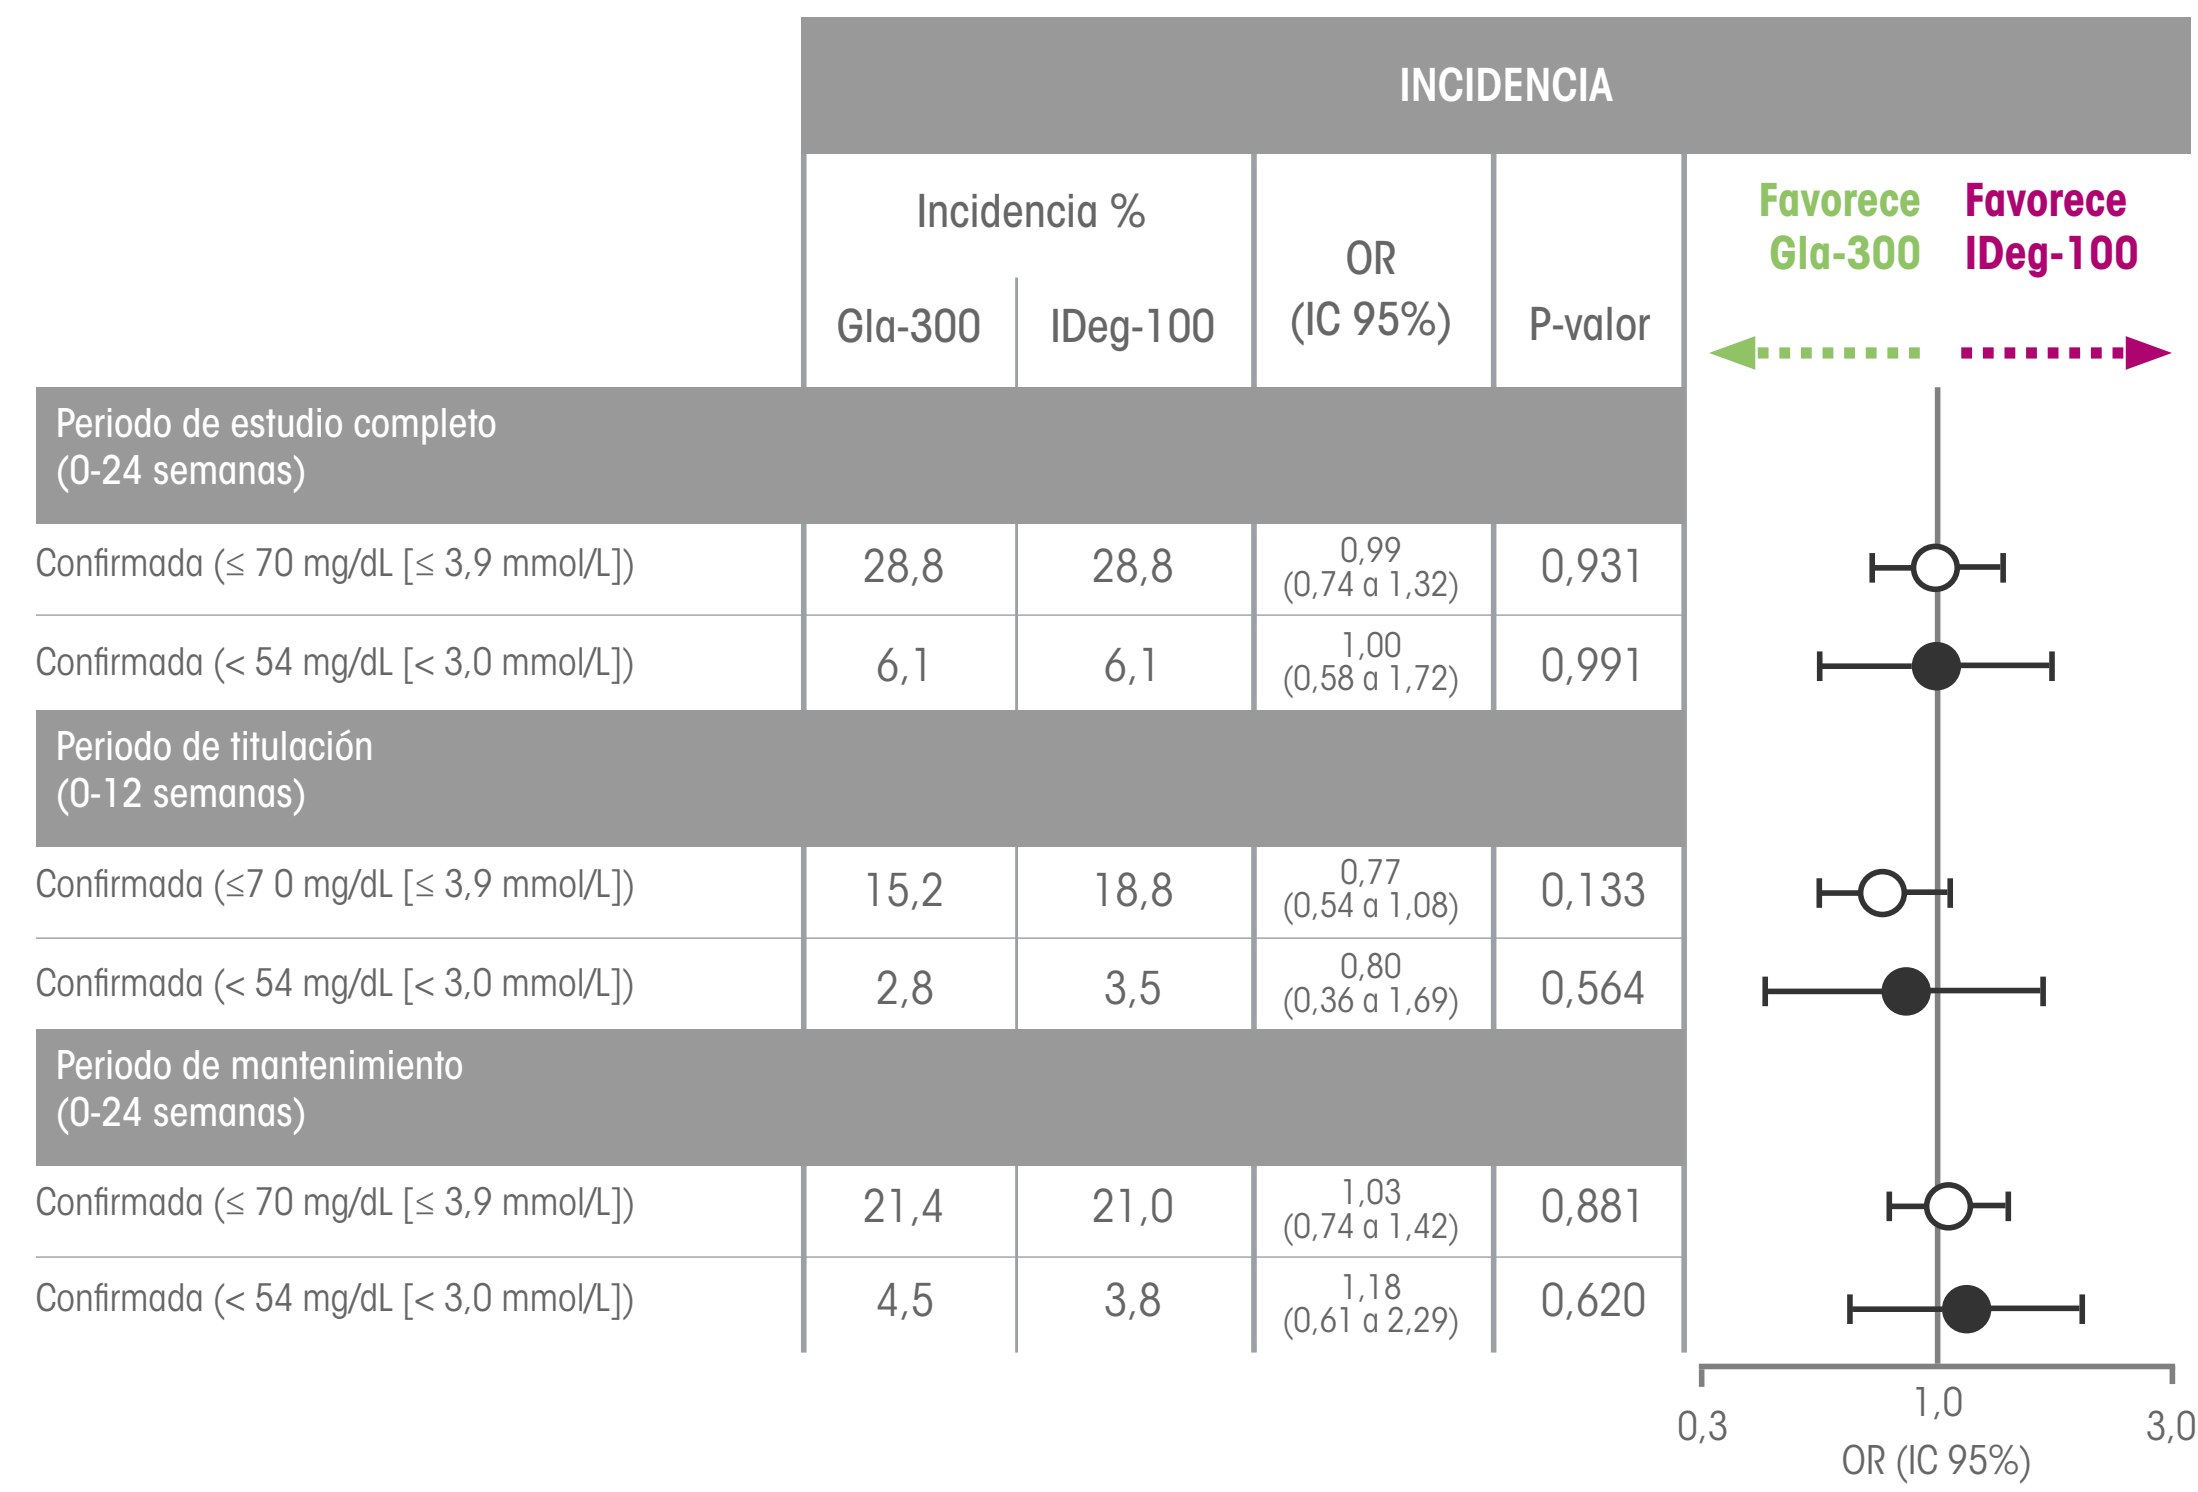 INCIDENCIA
Incidencia %
Gla-300
IDeg-100
OR
(IC 95%)
P-valor
Favorece
Gla-300
Favorece
IDeg-100
Periodo de estudio completo
(0-24 semanas)
Confirmada (≤ 70 mg/dL [≤ 3,9 mmol/L])
28,8
28,8
0,99
(0,74 a 1,32)
0,931
Confirmada (< 54 mg/dL [< 3,0 mmol/L])
6,1
6,1
1,00
(0,58 a 1,72)
0,991
Periodo de titulación
(0-12 semanas)
Confirmada (≤7 0 mg/dL [≤ 3,9 mmol/L])
15,2
18,8
0,77
(0,54 a 1,08)
0,133
Confirmada (< 54 mg/dL [< 3,0 mmol/L])
2,8
3,5
0,80
(0,36 a 1,69)
0,564
Periodo de mantenimiento
(0-24 semanas)
Confirmada (≤ 70 mg/dL [≤ 3,9 mmol/L])
21,4
21,0
1,03
(0,74 a 1,42)
0,881
Confirmada (< 54 mg/dL [< 3,0 mmol/L])
4,5
3,8
1,18
(0,61 a 2,29)
0,620
0,3
1,0
3,0
OR (IC 95%)